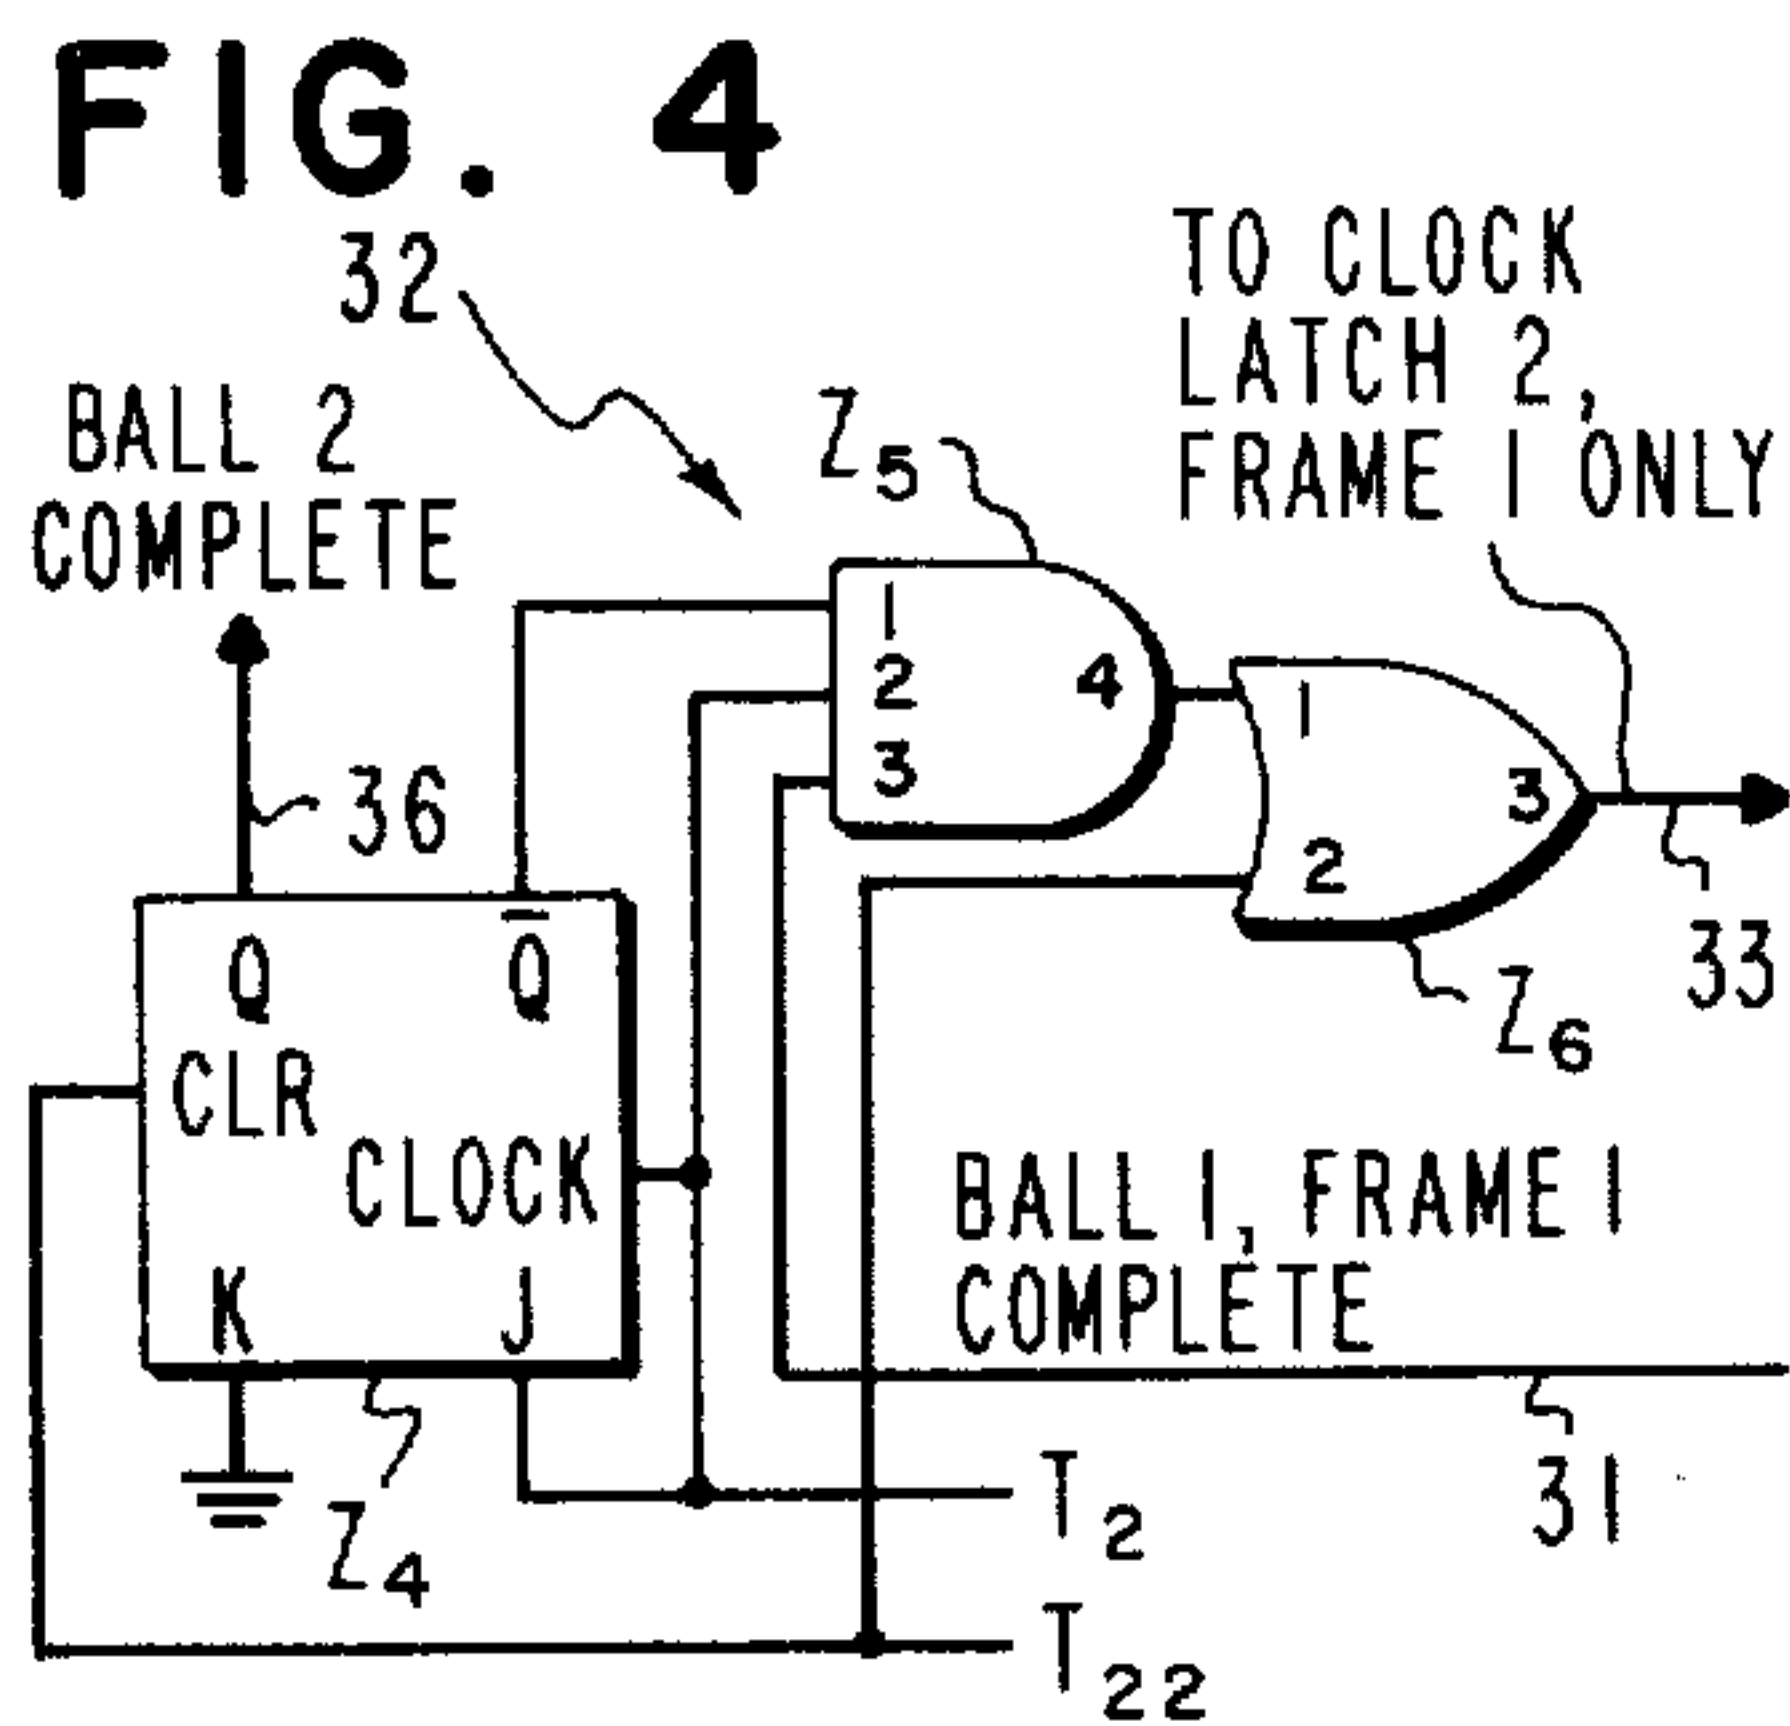 FIG. 4
32
TO CLOCK
LATCH 2,
FRAME 1 ONLY
BALL 2
COMPLETE
Z5
1
2
3
4
1
2
3
36
33
Z6
Q
Q̅
CLR
CLOCK
K
J
BALL 1, FRAME 1
COMPLETE
31
Z4
T2
T22